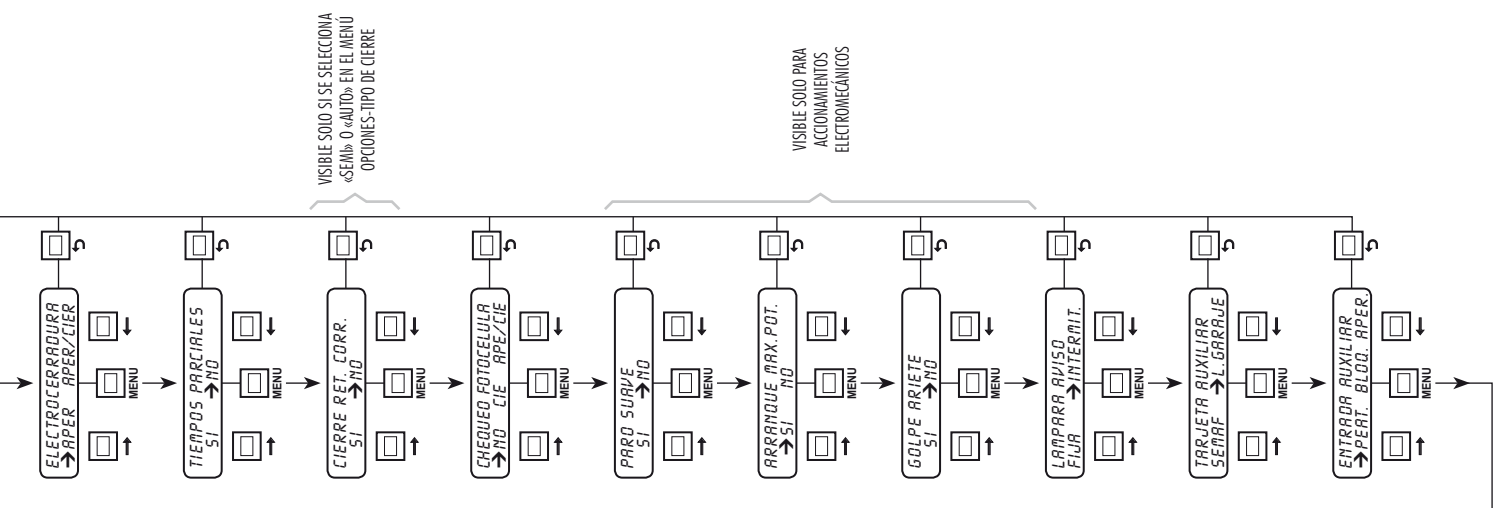 VISIBLE SOLO SI SE SELECCIONA
«SEMI» O «AUTO» EN EL MENÚ
OPCIONES-TIPO DE CIERRE
VISIBLE SOLO PARA
ACCIONAMIENTOS
ELECTROMECÁNICOS
ELECTROCERRADURA
→APER APER/CIER
MENU
TIEMPOS PARCIALES
SI →NO
MENU
CIERRE RET. CORR.
SI →NO
MENU
CHEQUEO FOTOCELULA
→NO CIE APE/CIE
MENU
PARO SUAVE
SI →NO
MENU
ARRANQUE MAX.POT.
→SI NO
MENU
GOLPE ARIETE
SI →NO
MENU
LAMPARA AVISO
FIJA →INTERMIT.
MENU
TARJETA AUXILIAR
SEMAF →L.GARAJE
MENU
ENTRADA AUXILIAR
→PEAT. BLOQ. APER.
MENU